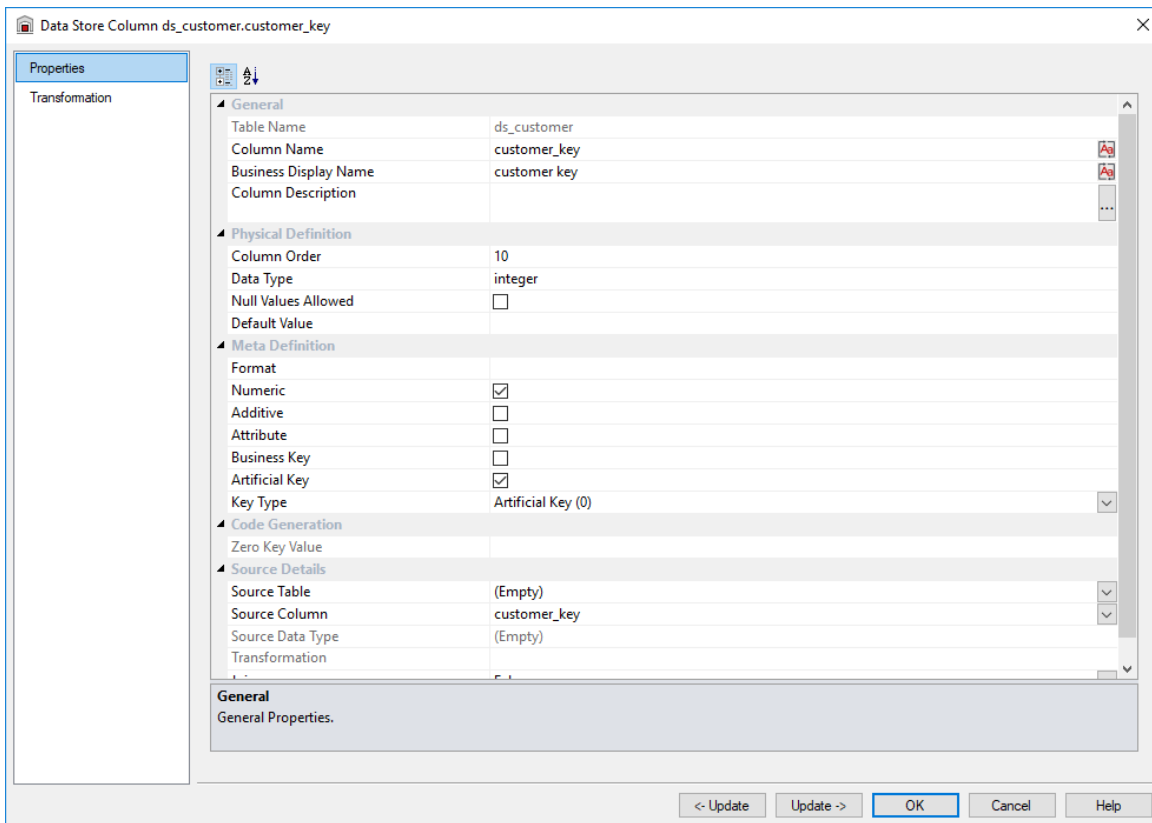 Data Store Column ds_customer.customer_key
Properties
Transformation
General
Table Name ds_customer
Column Name customer_key
Business Display Name customer key
Column Description
...
Physical Definition
Column Order 10
Data Type integer
Null Values Allowed
Default Value
Meta Definition
Format
Numeric
Additive
Attribute
Business Key
Artificial Key
Key Type Artificial Key (0)
Code Generation
Zero Key Value
Source Details
Source Table (Empty)
Source Column customer_key
Source Data Type (Empty)
Transformation
General
General Properties.
<- Update Update -> OK Cancel Help